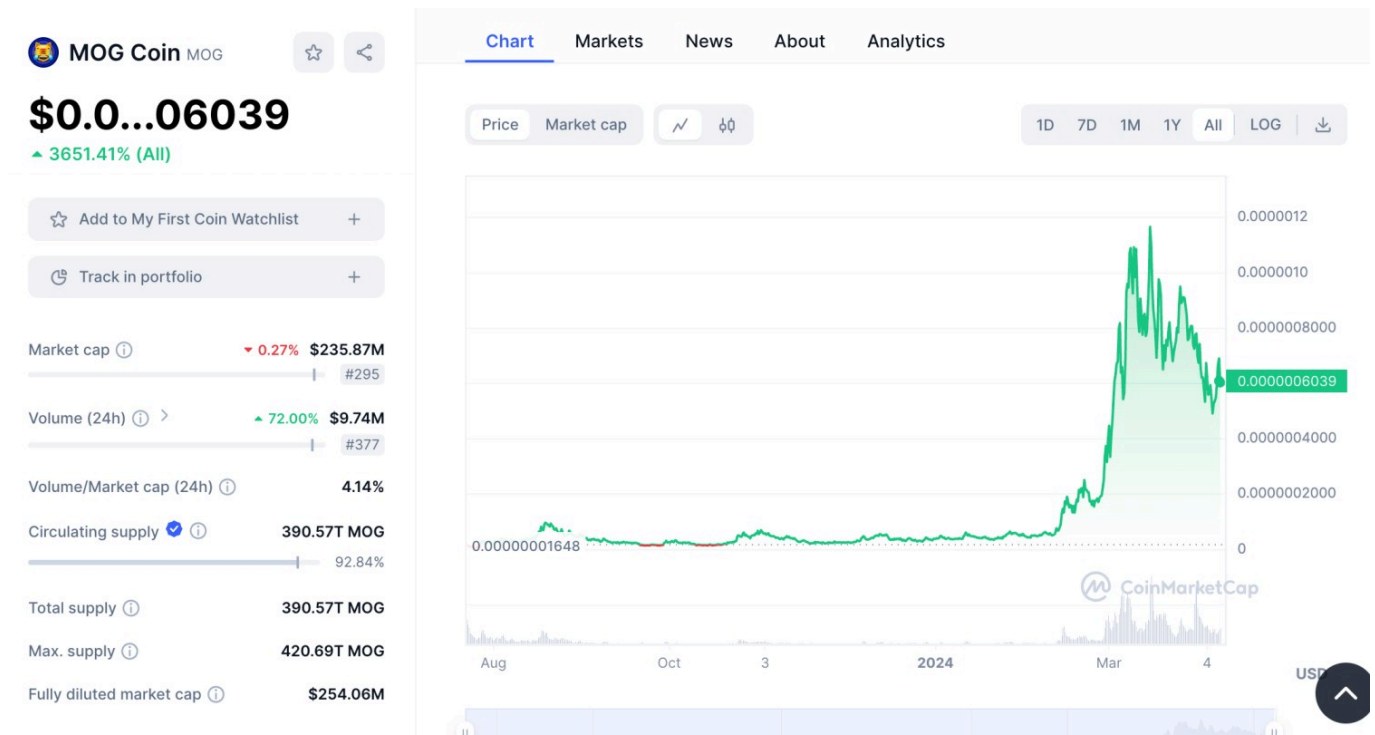 MOG Coin MOG
$0.0...06039
3651.41% (All)
Add to My First Coin Watchlist +
Track in portfolio +
Market cap 0.27% $235.87M
#295
Volume (24h) > 72.00% $9.74M
#377
Volume/Market cap (24h) 4.14%
Circulating supply 390.57T MOG
92.84%
Total supply 390.57T MOG
Max. supply 420.69T MOG
Fully diluted market cap $254.06M
Chart Markets News About Analytics
Price Market cap
1D 7D 1M 1Y All LOG
0.0000012
0.0000010
0.0000008000
0.0000006039
0.0000004000
0.0000002000
0
0.00000001648
CoinMarketCap
Aug Oct 3 2024 Mar 4
USD